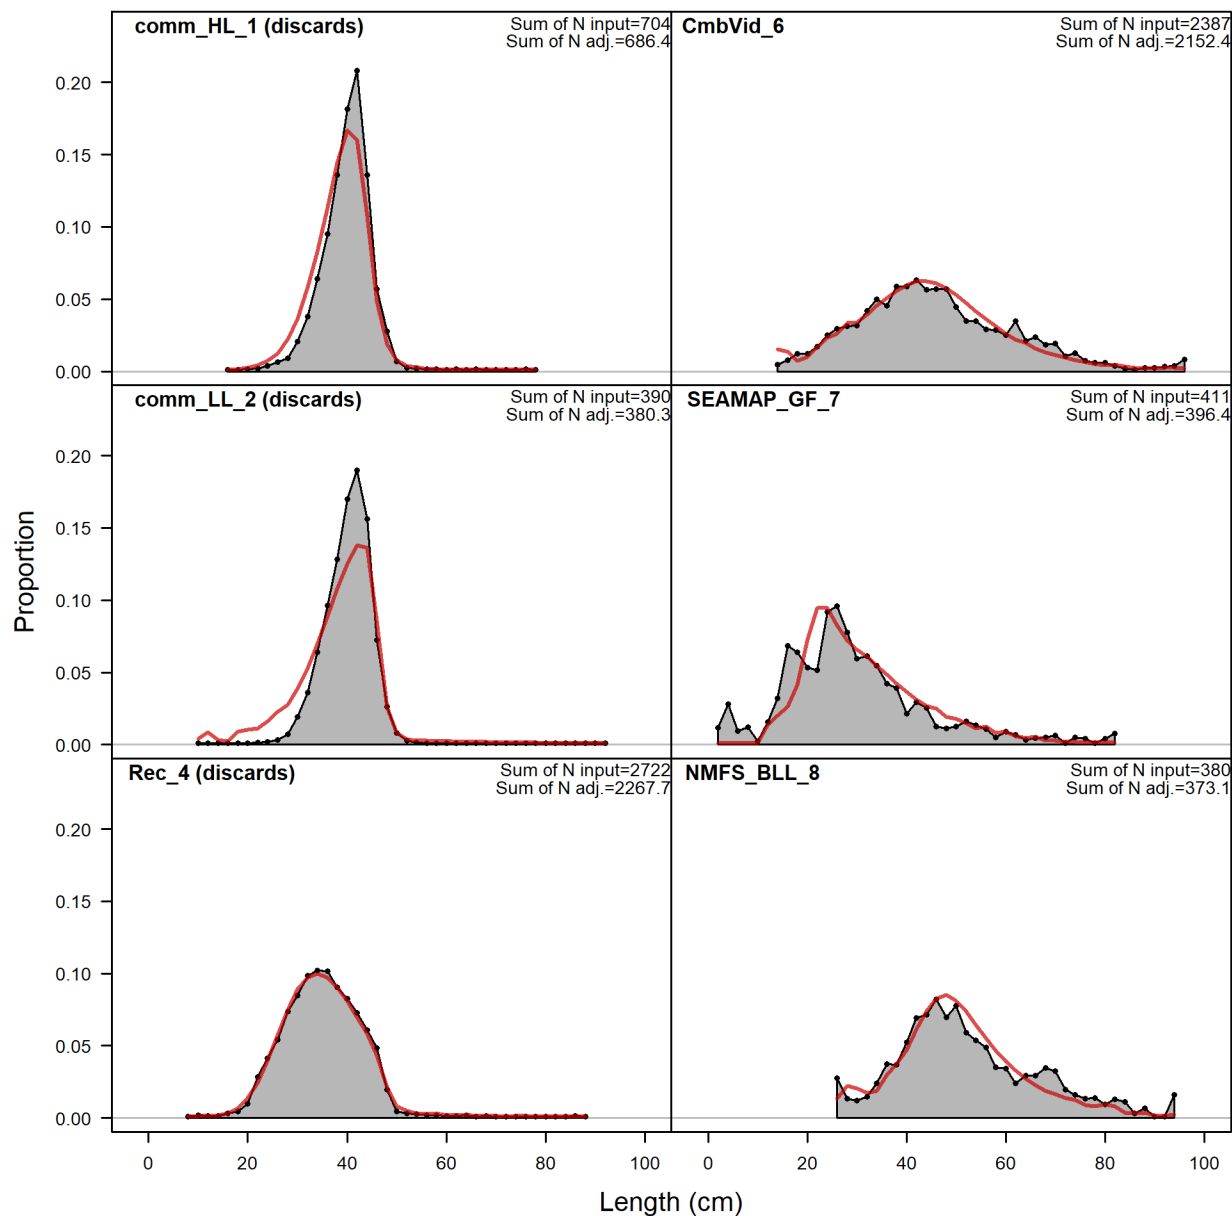 comm_HL_1 (discards)
Sum of N input=704
Sum of N adj.=686.4
CmbVid_6
Sum of N input=2387
Sum of N adj.=2152.4
0.20
0.15
0.10
0.05
0.00
comm_LL_2 (discards)
Sum of N input=390
Sum of N adj.=380.3
SEAMAP_GF_7
Sum of N input=411
Sum of N adj.=396.4
0.20
0.15
0.10
0.05
0.00
Proportion
Rec_4 (discards)
Sum of N input=2722
Sum of N adj.=2267.7
NMFS_BLL_8
Sum of N input=380
Sum of N adj.=373.1
0.20
0.15
0.10
0.05
0.00
0 20 40 60 80 100 0 20 40 60 80 100
Length (cm)